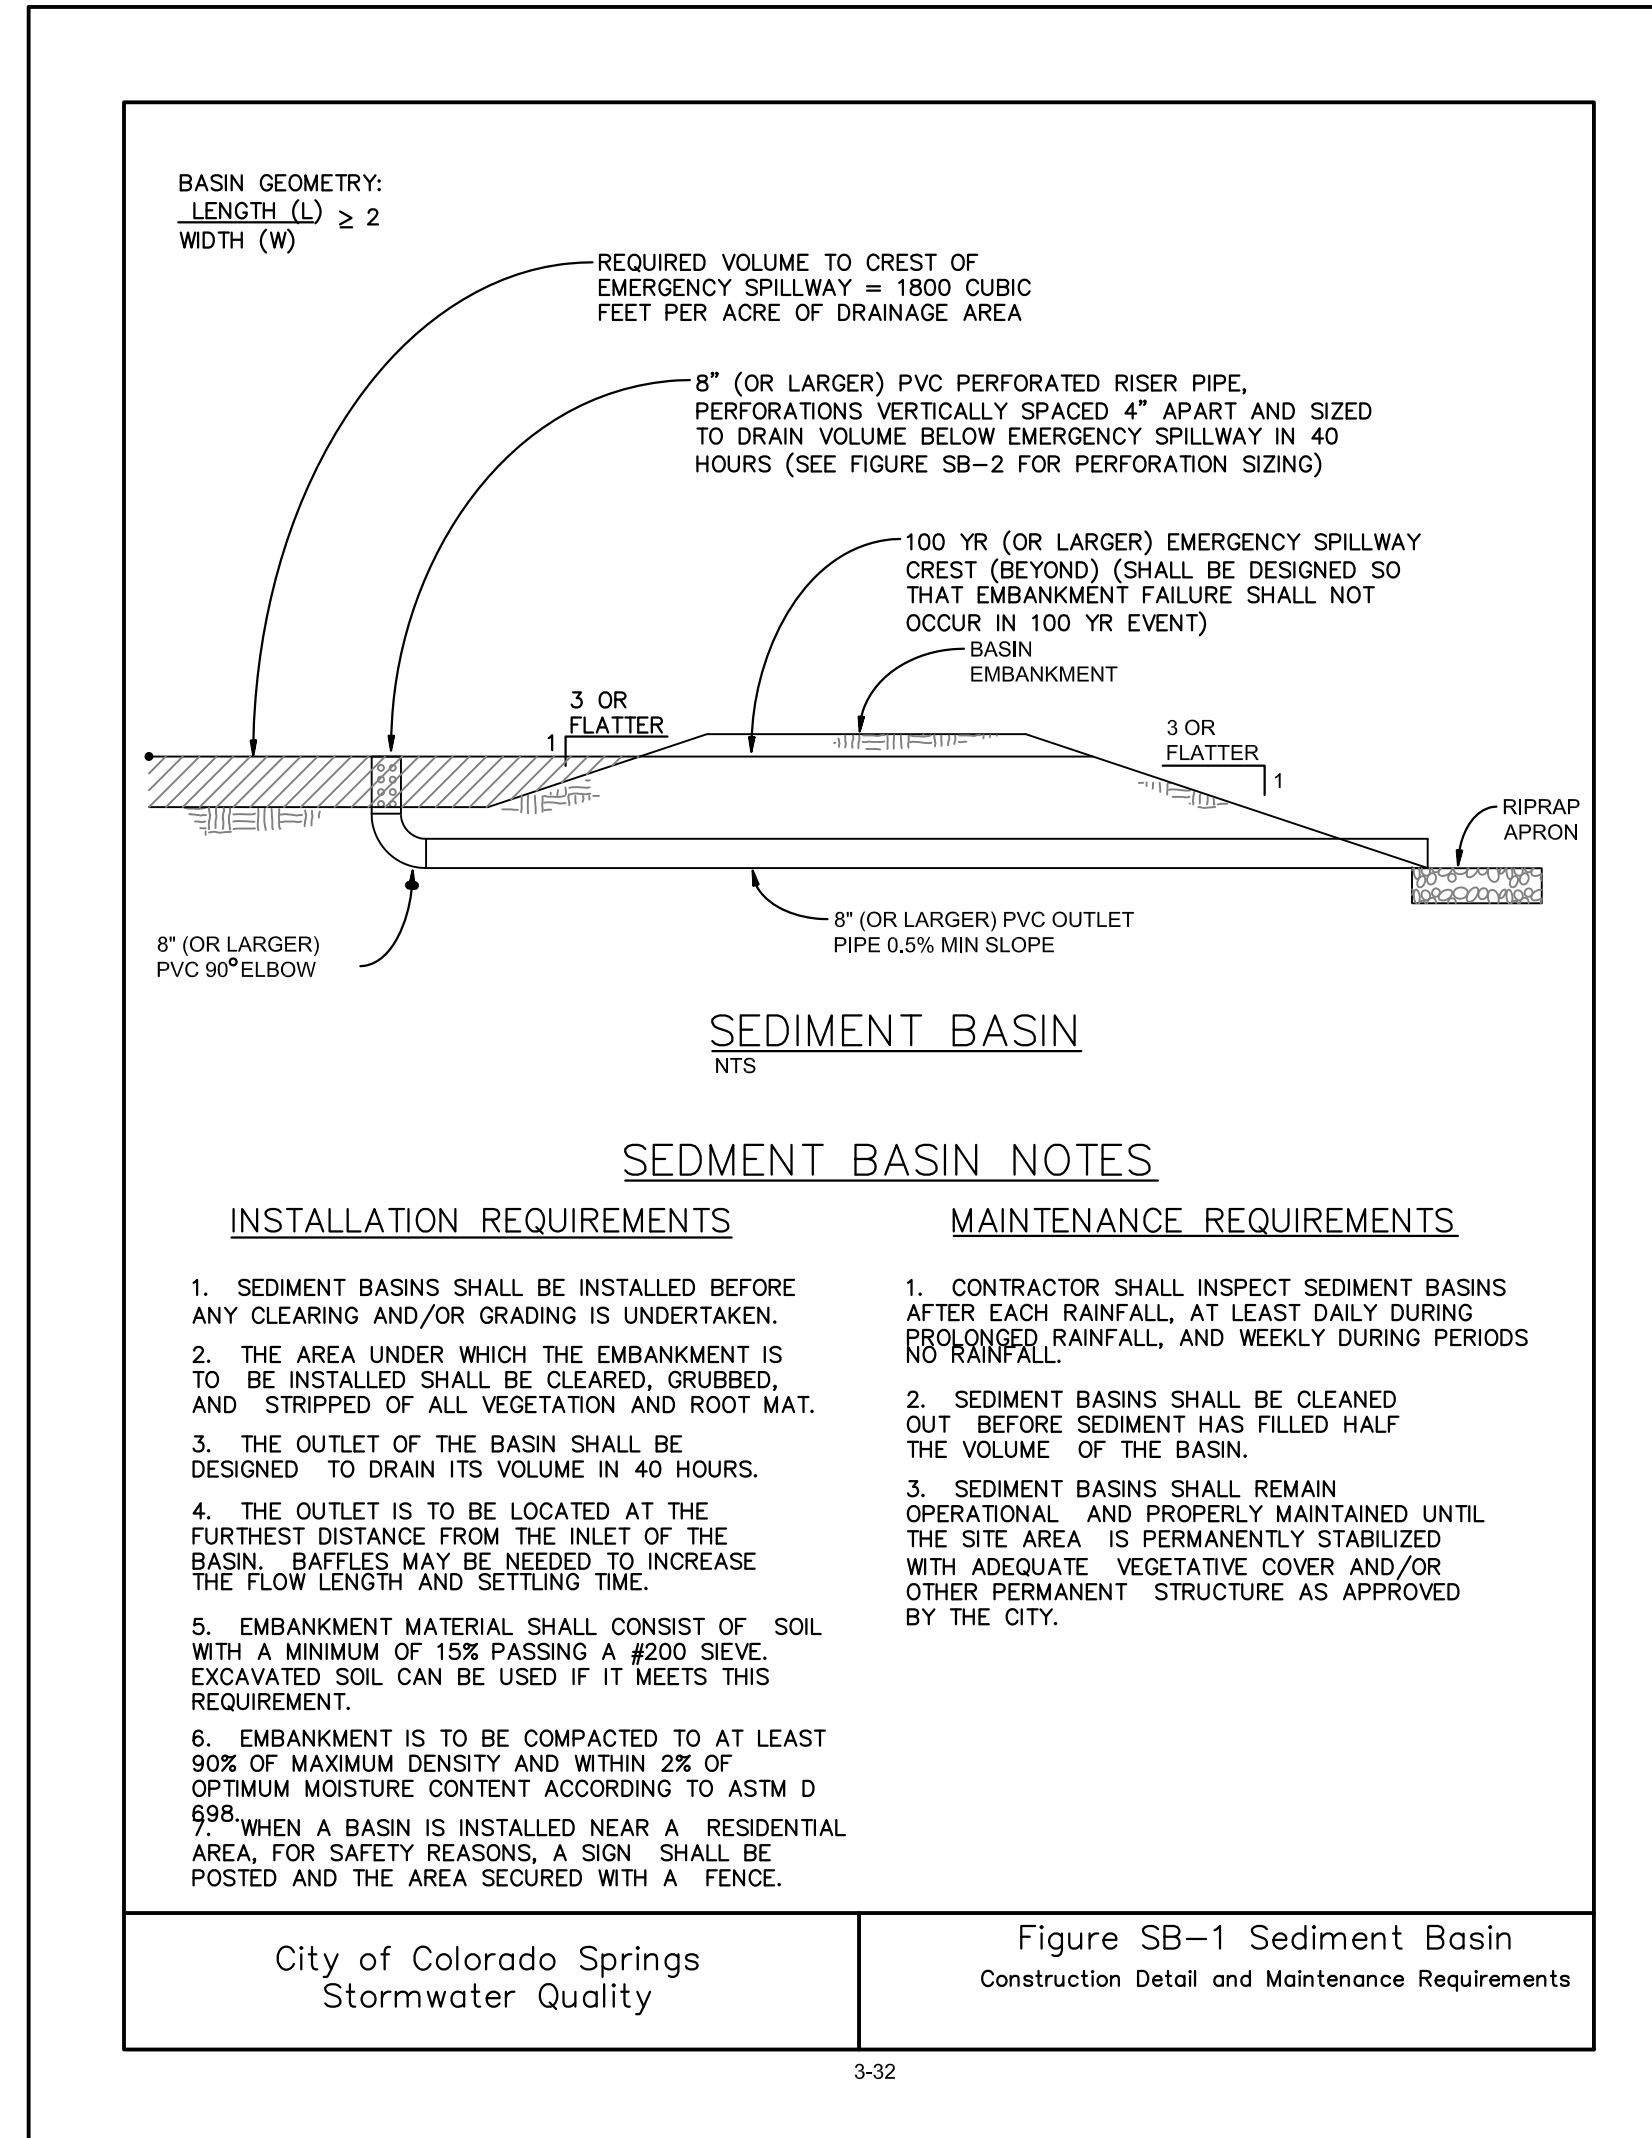 BASIN GEOMETRY:
LENGTH (L)
≥ 2
WIDTH (W)
REQUIRED VOLUME TO CREST OF
EMERGENCY SPILLWAY = 1800 CUBIC
FEET PER ACRE OF DRAINAGE AREA
8" (OR LARGER) PVC PERFORATED RISER PIPE,
PERFORATIONS VERTICALLY SPACED 4" APART AND SIZED
TO DRAIN VOLUME BELOW EMERGENCY SPILLWAY IN 40
HOURS (SEE FIGURE SB-2 FOR PERFORATION SIZING)
100 YR (OR LARGER) EMERGENCY SPILLWAY
CREST (BEYOND) (SHALL BE DESIGNED SO
THAT EMBANKMENT FAILURE SHALL NOT
OCCUR IN 100 YR EVENT)
BASIN
EMBANKMENT
3 OR
FLATTER
1
3 OR
FLATTER
1
RIPRAP
APRON
8" (OR LARGER) PVC OUTLET
PIPE 0.5% MIN SLOPE
8" (OR LARGER)
PVC 90° ELBOW
SEDIMENT BASIN
NTS
SEDMENT BASIN NOTES
INSTALLATION REQUIREMENTS
1. SEDIMENT BASINS SHALL BE INSTALLED BEFORE
ANY CLEARING AND/OR GRADING IS UNDERTAKEN.
2. THE AREA UNDER WHICH THE EMBANKMENT IS
TO BE INSTALLED SHALL BE CLEARED, GRUBBED,
AND STRIPPED OF ALL VEGETATION AND ROOT MAT.
3. THE OUTLET OF THE BASIN SHALL BE
DESIGNED TO DRAIN ITS VOLUME IN 40 HOURS.
4. THE OUTLET IS TO BE LOCATED AT THE
FURTHEST DISTANCE FROM THE INLET OF THE
BASIN. BAFFLES MAY BE NEEDED TO INCREASE
THE FLOW LENGTH AND SETTLING TIME.
5. EMBANKMENT MATERIAL SHALL CONSIST OF SOIL
WITH A MINIMUM OF 15% PASSING A #200 SIEVE.
EXCAVATED SOIL CAN BE USED IF IT MEETS THIS
REQUIREMENT.
6. EMBANKMENT IS TO BE COMPACTED TO AT LEAST
90% OF MAXIMUM DENSITY AND WITHIN 2% OF
OPTIMUM MOISTURE CONTENT ACCORDING TO ASTM D
698.
7. WHEN A BASIN IS INSTALLED NEAR A RESIDENTIAL
AREA, FOR SAFETY REASONS, A SIGN SHALL BE
POSTED AND THE AREA SECURED WITH A FENCE.
MAINTENANCE REQUIREMENTS
1. CONTRACTOR SHALL INSPECT SEDIMENT BASINS
AFTER EACH RAINFALL, AT LEAST DAILY DURING
PROLONGED RAINFALL, AND WEEKLY DURING PERIODS
NO RAINFALL.
2. SEDIMENT BASINS SHALL BE CLEANED
OUT BEFORE SEDIMENT HAS FILLED HALF
THE VOLUME OF THE BASIN.
3. SEDIMENT BASINS SHALL REMAIN
OPERATIONAL AND PROPERLY MAINTAINED UNTIL
THE SITE AREA IS PERMANENTLY STABILIZED
WITH ADEQUATE VEGETATIVE COVER AND/OR
OTHER PERMANENT STRUCTURE AS APPROVED
BY THE CITY.
City of Colorado Springs
Stormwater Quality
Figure SB-1 Sediment Basin
Construction Detail and Maintenance Requirements
3-32